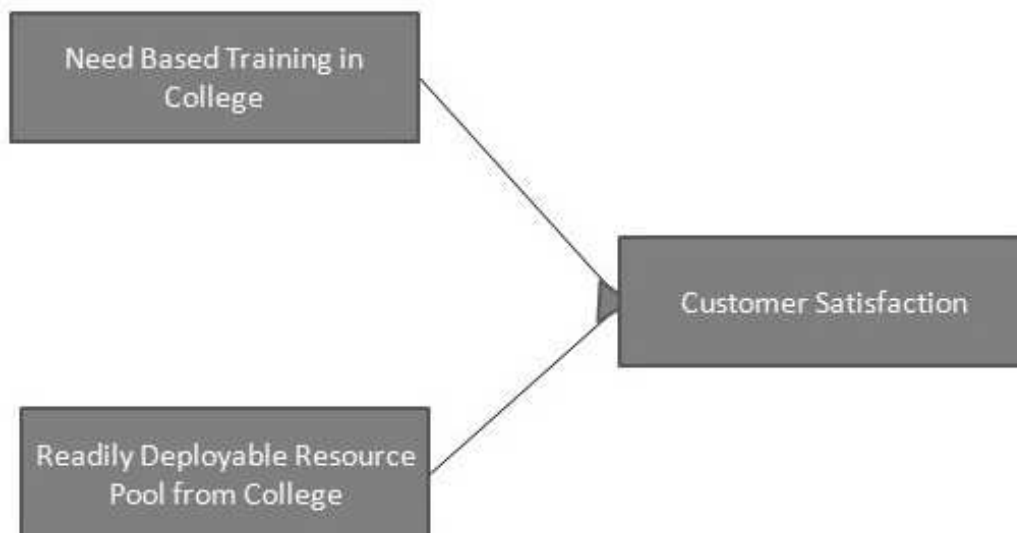 Need Based Training in
College
Customer Satisfaction
Readily Deployable Resource
Pool from College